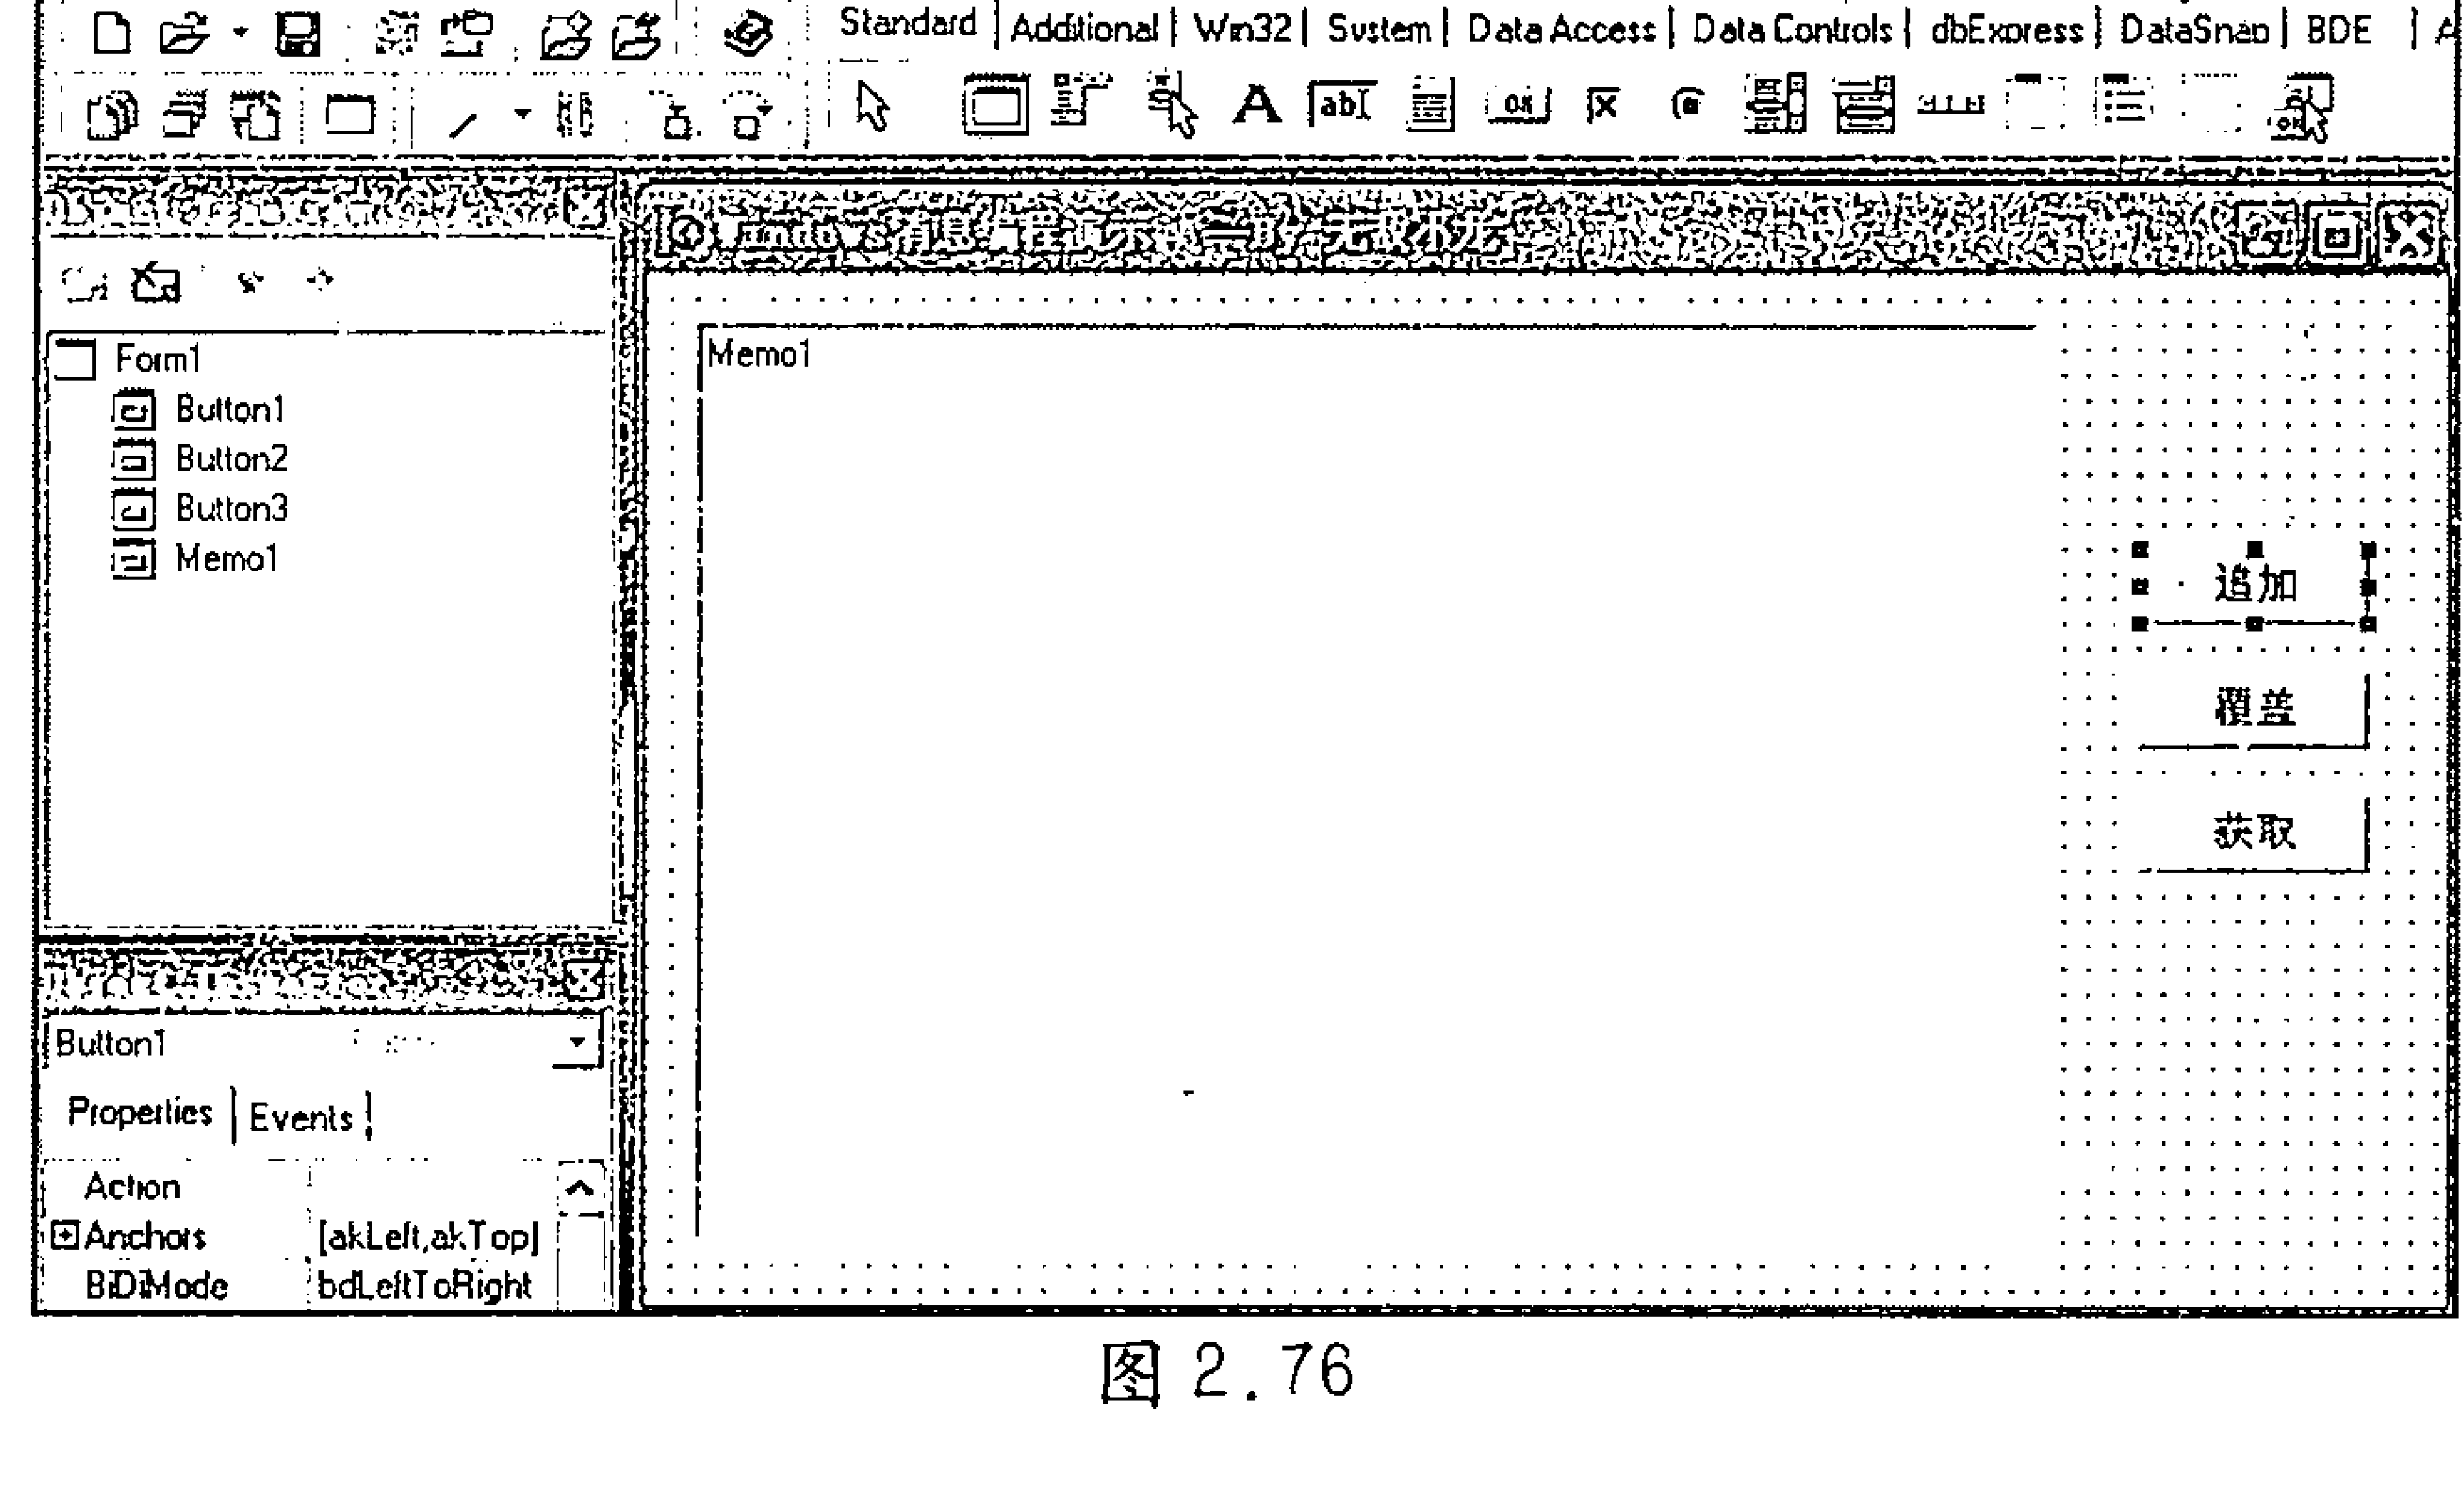 Standard Additional Win32 System Data Access Data Controls dbExpress DataSnap BDE
Form1
Button1
Button2
Button3
Memo1
Button1
Properties Events
Action
Anchors [akLeft,akTop]
BiDiMode bdLeftToRight
Memo1
追加
覆盖
获取
图 2.76